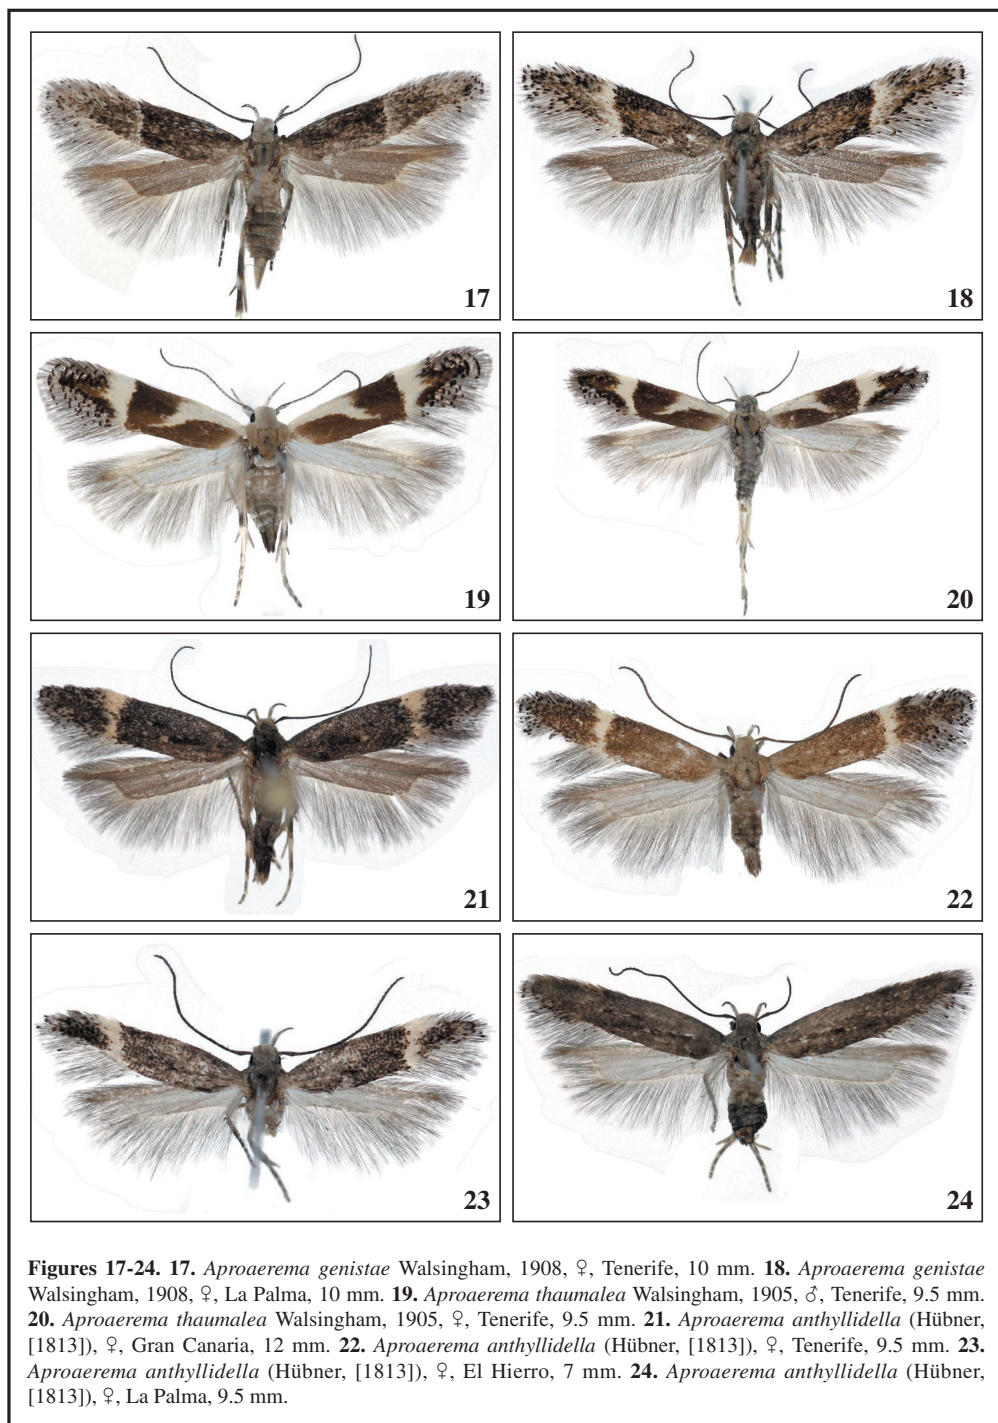 17
18
19
20
21
22
23
24
Figures 17-24. 17. Aproaerema genistae Walsingham, 1908, ♀, Tenerife, 10 mm. 18. Aproaerema genistae
Walsingham, 1908, ♀, La Palma, 10 mm. 19. Aproaerema thaumalea Walsingham, 1905, ♂, Tenerife, 9.5 mm.
20. Aproaerema thaumalea Walsingham, 1905, ♀, Tenerife, 9.5 mm. 21. Aproaerema anthyllidella (Hübner,
[1813]), ♀, Gran Canaria, 12 mm. 22. Aproaerema anthyllidella (Hübner, [1813]), ♀, Tenerife, 9.5 mm. 23.
Aproaerema anthyllidella (Hübner, [1813]), ♀, El Hierro, 7 mm. 24. Aproaerema anthyllidella (Hübner,
[1813]), ♀, La Palma, 9.5 mm.